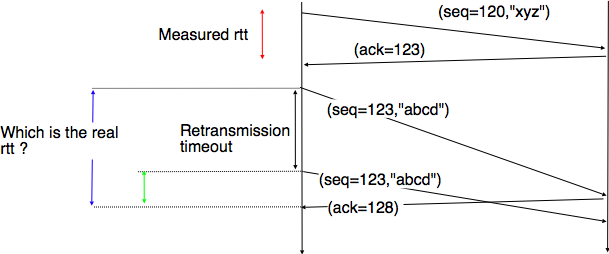 (seq=120,"xyz")
Measured rtt
(ack=123)
(seq=123,"abcd")
Which is the real
rtt ?
Retransmission
timeout
(seq=123,"abcd")
(ack=128)